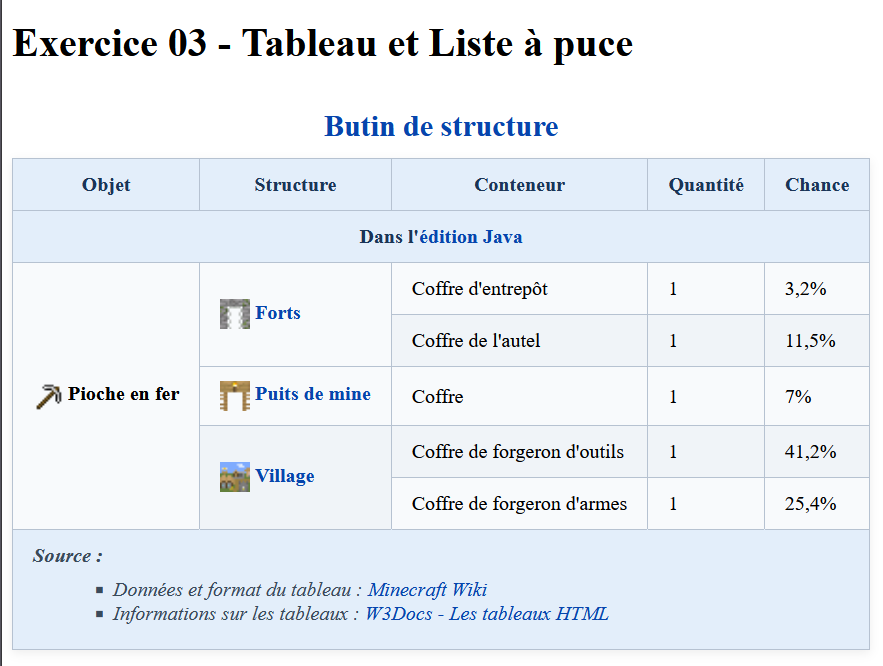 Exercice 03 - Tableau et Liste à puce
Butin de structure
Objet Structure Conteneur Quantité Chance
Dans l'édition Java
Pioche en fer
Forts
Coffre d'entrepôt 1 3,2%
Coffre de l'autel 1 11,5%
Puits de mine Coffre 1 7%
Village
Coffre de forgeron d'outils 1 41,2%
Coffre de forgeron d'armes 1 25,4%
Source :
Données et format du tableau : Minecraft Wiki
Informations sur les tableaux : W3Docs - Les tableaux HTML